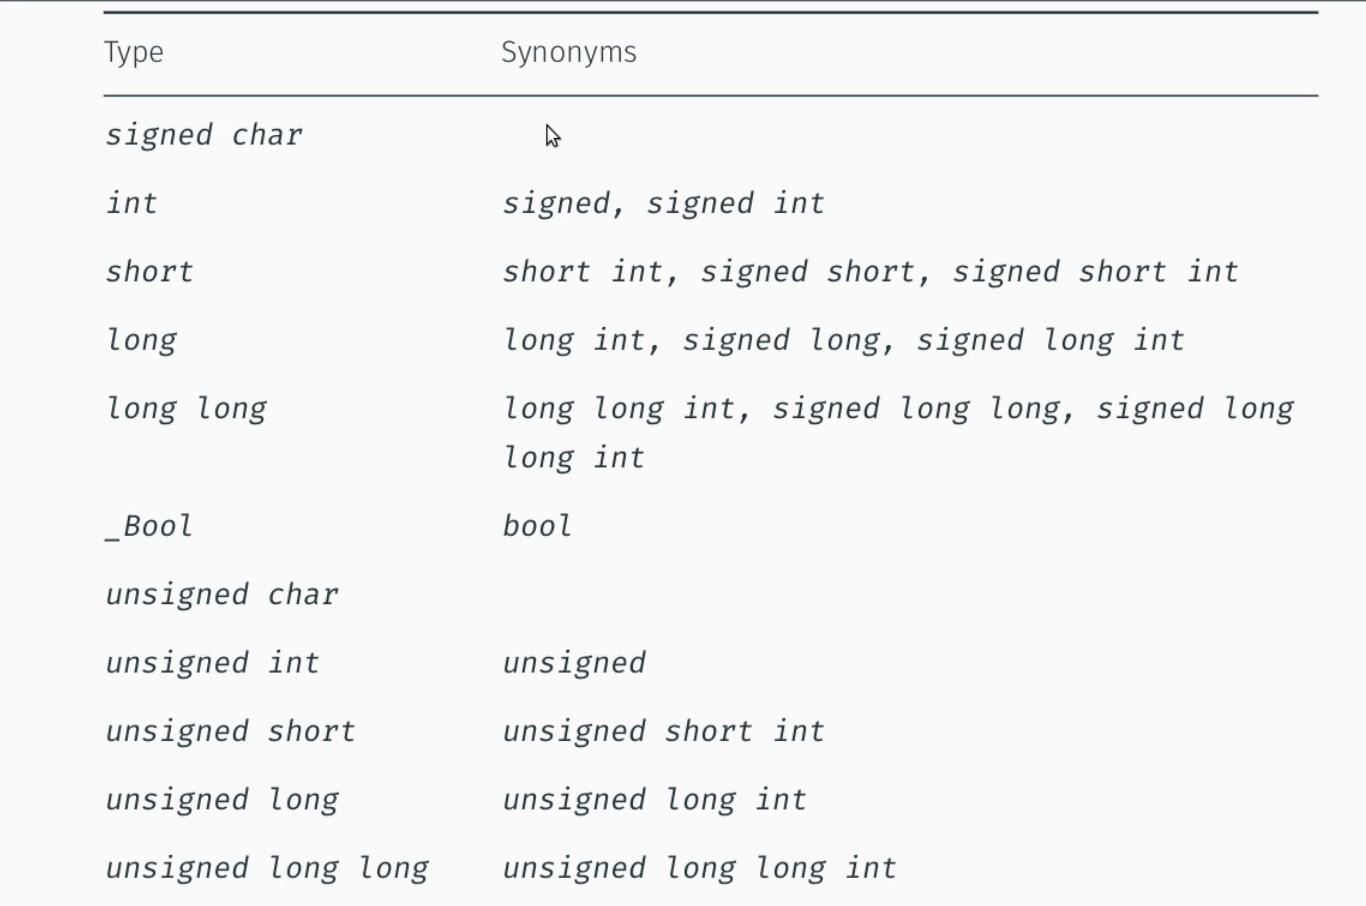 Type Synonyms
signed char
int signed, signed int
short short int, signed short, signed short int
long long int, signed long, signed long int
long long long long int, signed long long, signed long
long int
_Bool bool
unsigned char
unsigned int unsigned
unsigned short unsigned short int
unsigned long unsigned long int
unsigned long long unsigned long long int